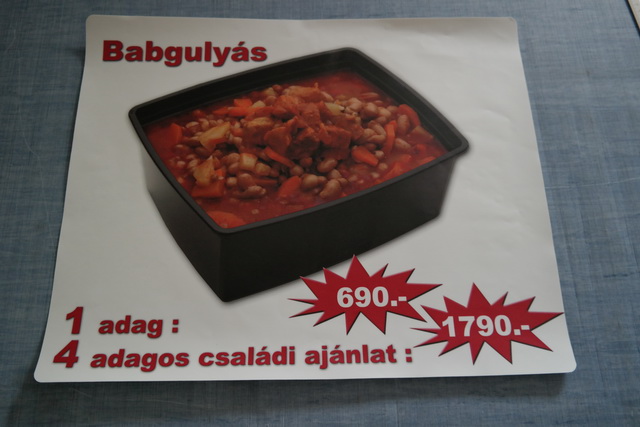 Babgulyás
1 adag : 690.-
4 adagos családi ajánlat : 1790.-